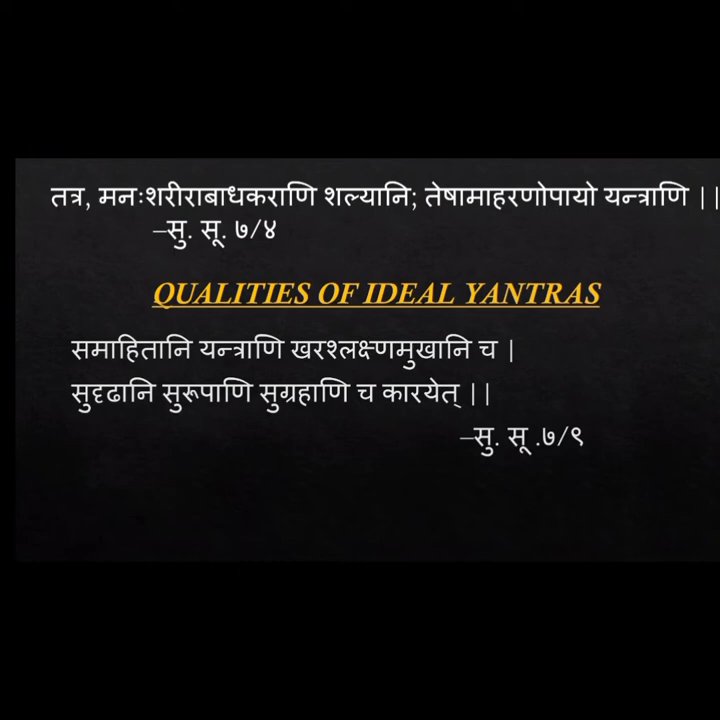 तत्र, मनःशरीराबाधकराणि शल्यानि; तेषामाहरणोपायो यन्त्राणि ||
–सु. सू. ७/४
QUALITIES OF IDEAL YANTRAS
समाहितानि यन्त्राणि खरश्लक्ष्णमुखानि च |
सुदृढानि सुरूपाणि सुग्रहाणि च कारयेत् ||
–सु. सू .७/९